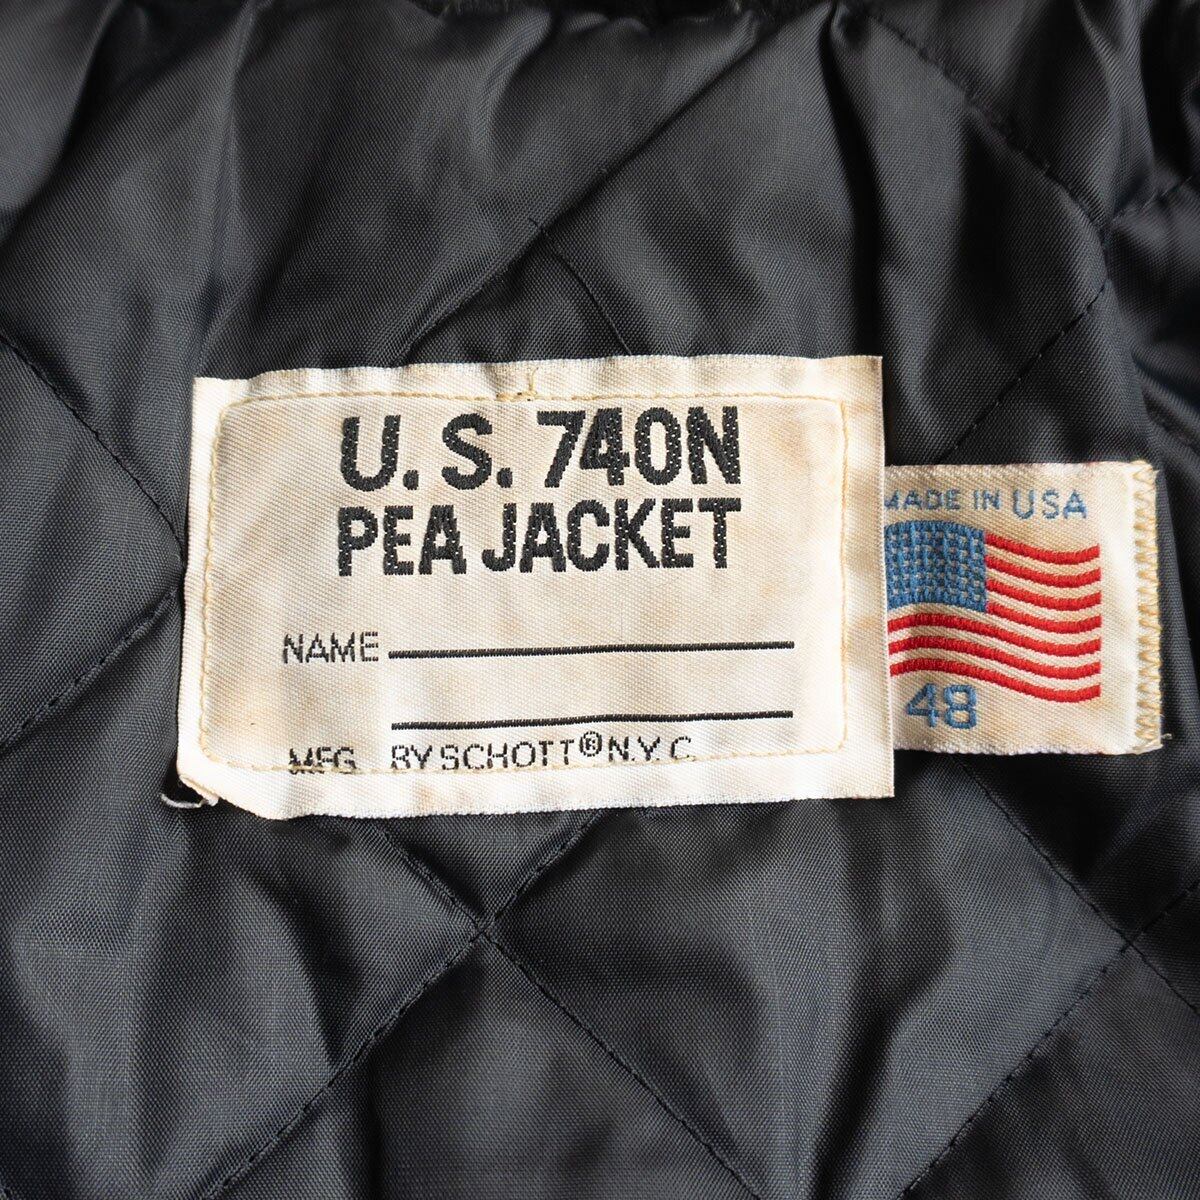 U. S. 740N
PEA JACKET
NAME
MFG. BY SCHOTT® N.Y.C.
MADE IN USA
48